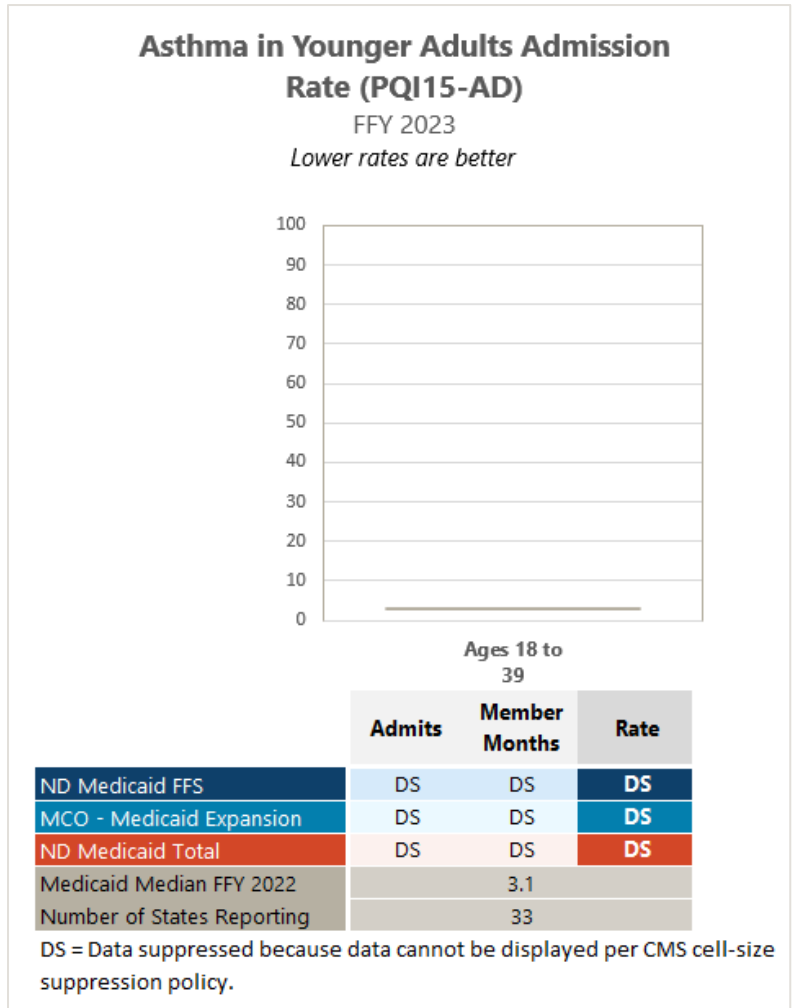 Asthma in Younger Adults Admission
Rate (PQI15-AD)
FFY 2023
Lower rates are better
100
90
80
70
60
50
40
30
20
10
0
Ages 18 to
39
Admits Member Months Rate
ND Medicaid FFS DS DS DS
MCO - Medicaid Expansion DS DS DS
ND Medicaid Total DS DS DS
Medicaid Median FFY 2022 3.1
Number of States Reporting 33
DS = Data suppressed because data cannot be displayed per CMS cell-size
suppression policy.